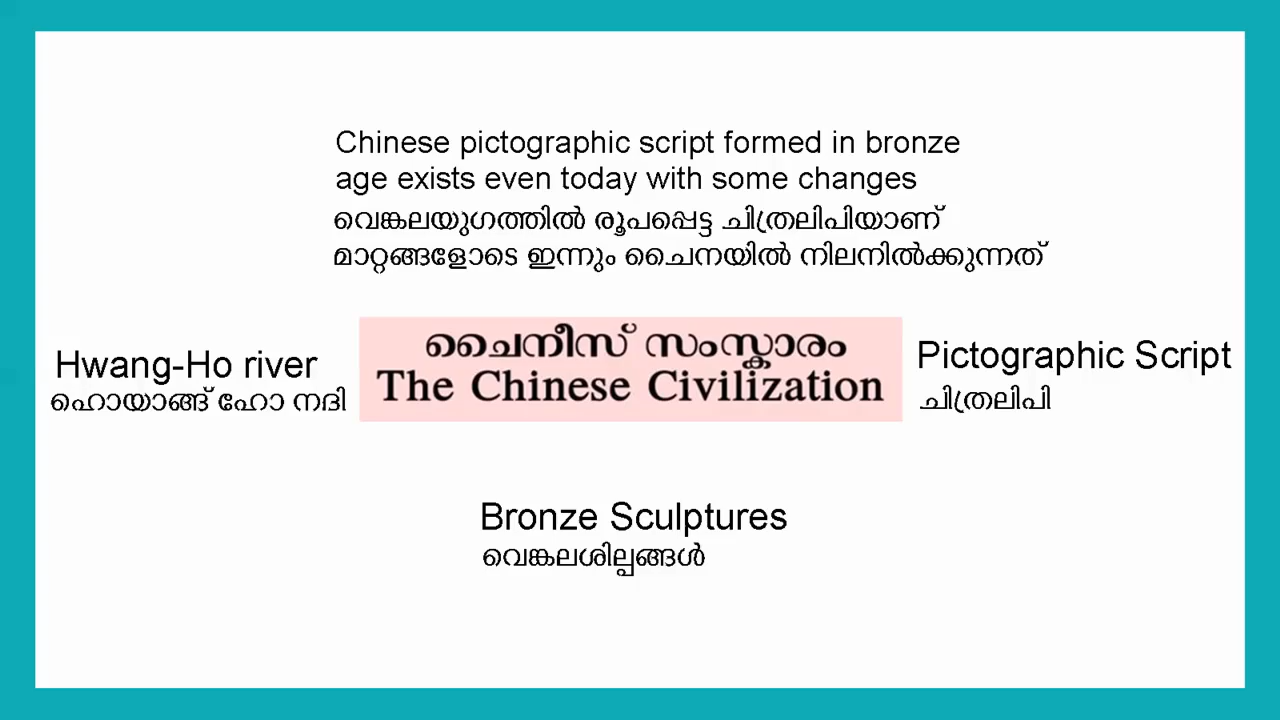 Chinese pictographic script formed in bronze
age exists even today with some changes
വെങ്കലയുഗത്തിൽ രൂപപ്പെട്ട ചിത്രലിപിയാണ്
മാറ്റങ്ങളോടെ ഇന്നും ചൈനയിൽ നിലനിൽക്കുന്നത്
Hwang-Ho river
ഹൊയാങ്ങ് ഹോ നദി
ചൈനീസ് സംസ്കാരം
The Chinese Civilization
Pictographic Script
ചിത്രലിപി
Bronze Sculptures
വെങ്കലശില്പങ്ങൾ